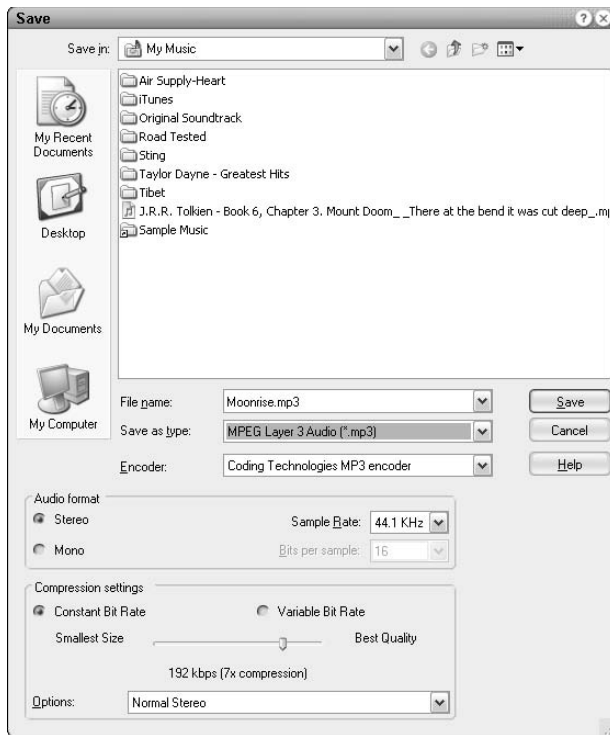 Save
Save in: My Music
My Recent Documents
Desktop
My Documents
My Computer
Air Supply-Heart
iTunes
Original Soundtrack
Road Tested
Sting
Taylor Dayne - Greatest Hits
Tibet
J.R.R. Tolkien - Book 6, Chapter 3. Mount Doom_ _There at the bend it was cut deep_.mp
Sample Music
File name: Moonrise.mp3 Save
Save as type: MPEG Layer 3 Audio (*.mp3) Cancel
Encoder: Coding Technologies MP3 encoder Help
Audio format
Stereo Sample Rate: 44.1 KHz
Mono Bits per sample: 16
Compression settings
Constant Bit Rate Variable Bit Rate
Smallest Size Best Quality
192 kbps (7x compression)
Options: Normal Stereo